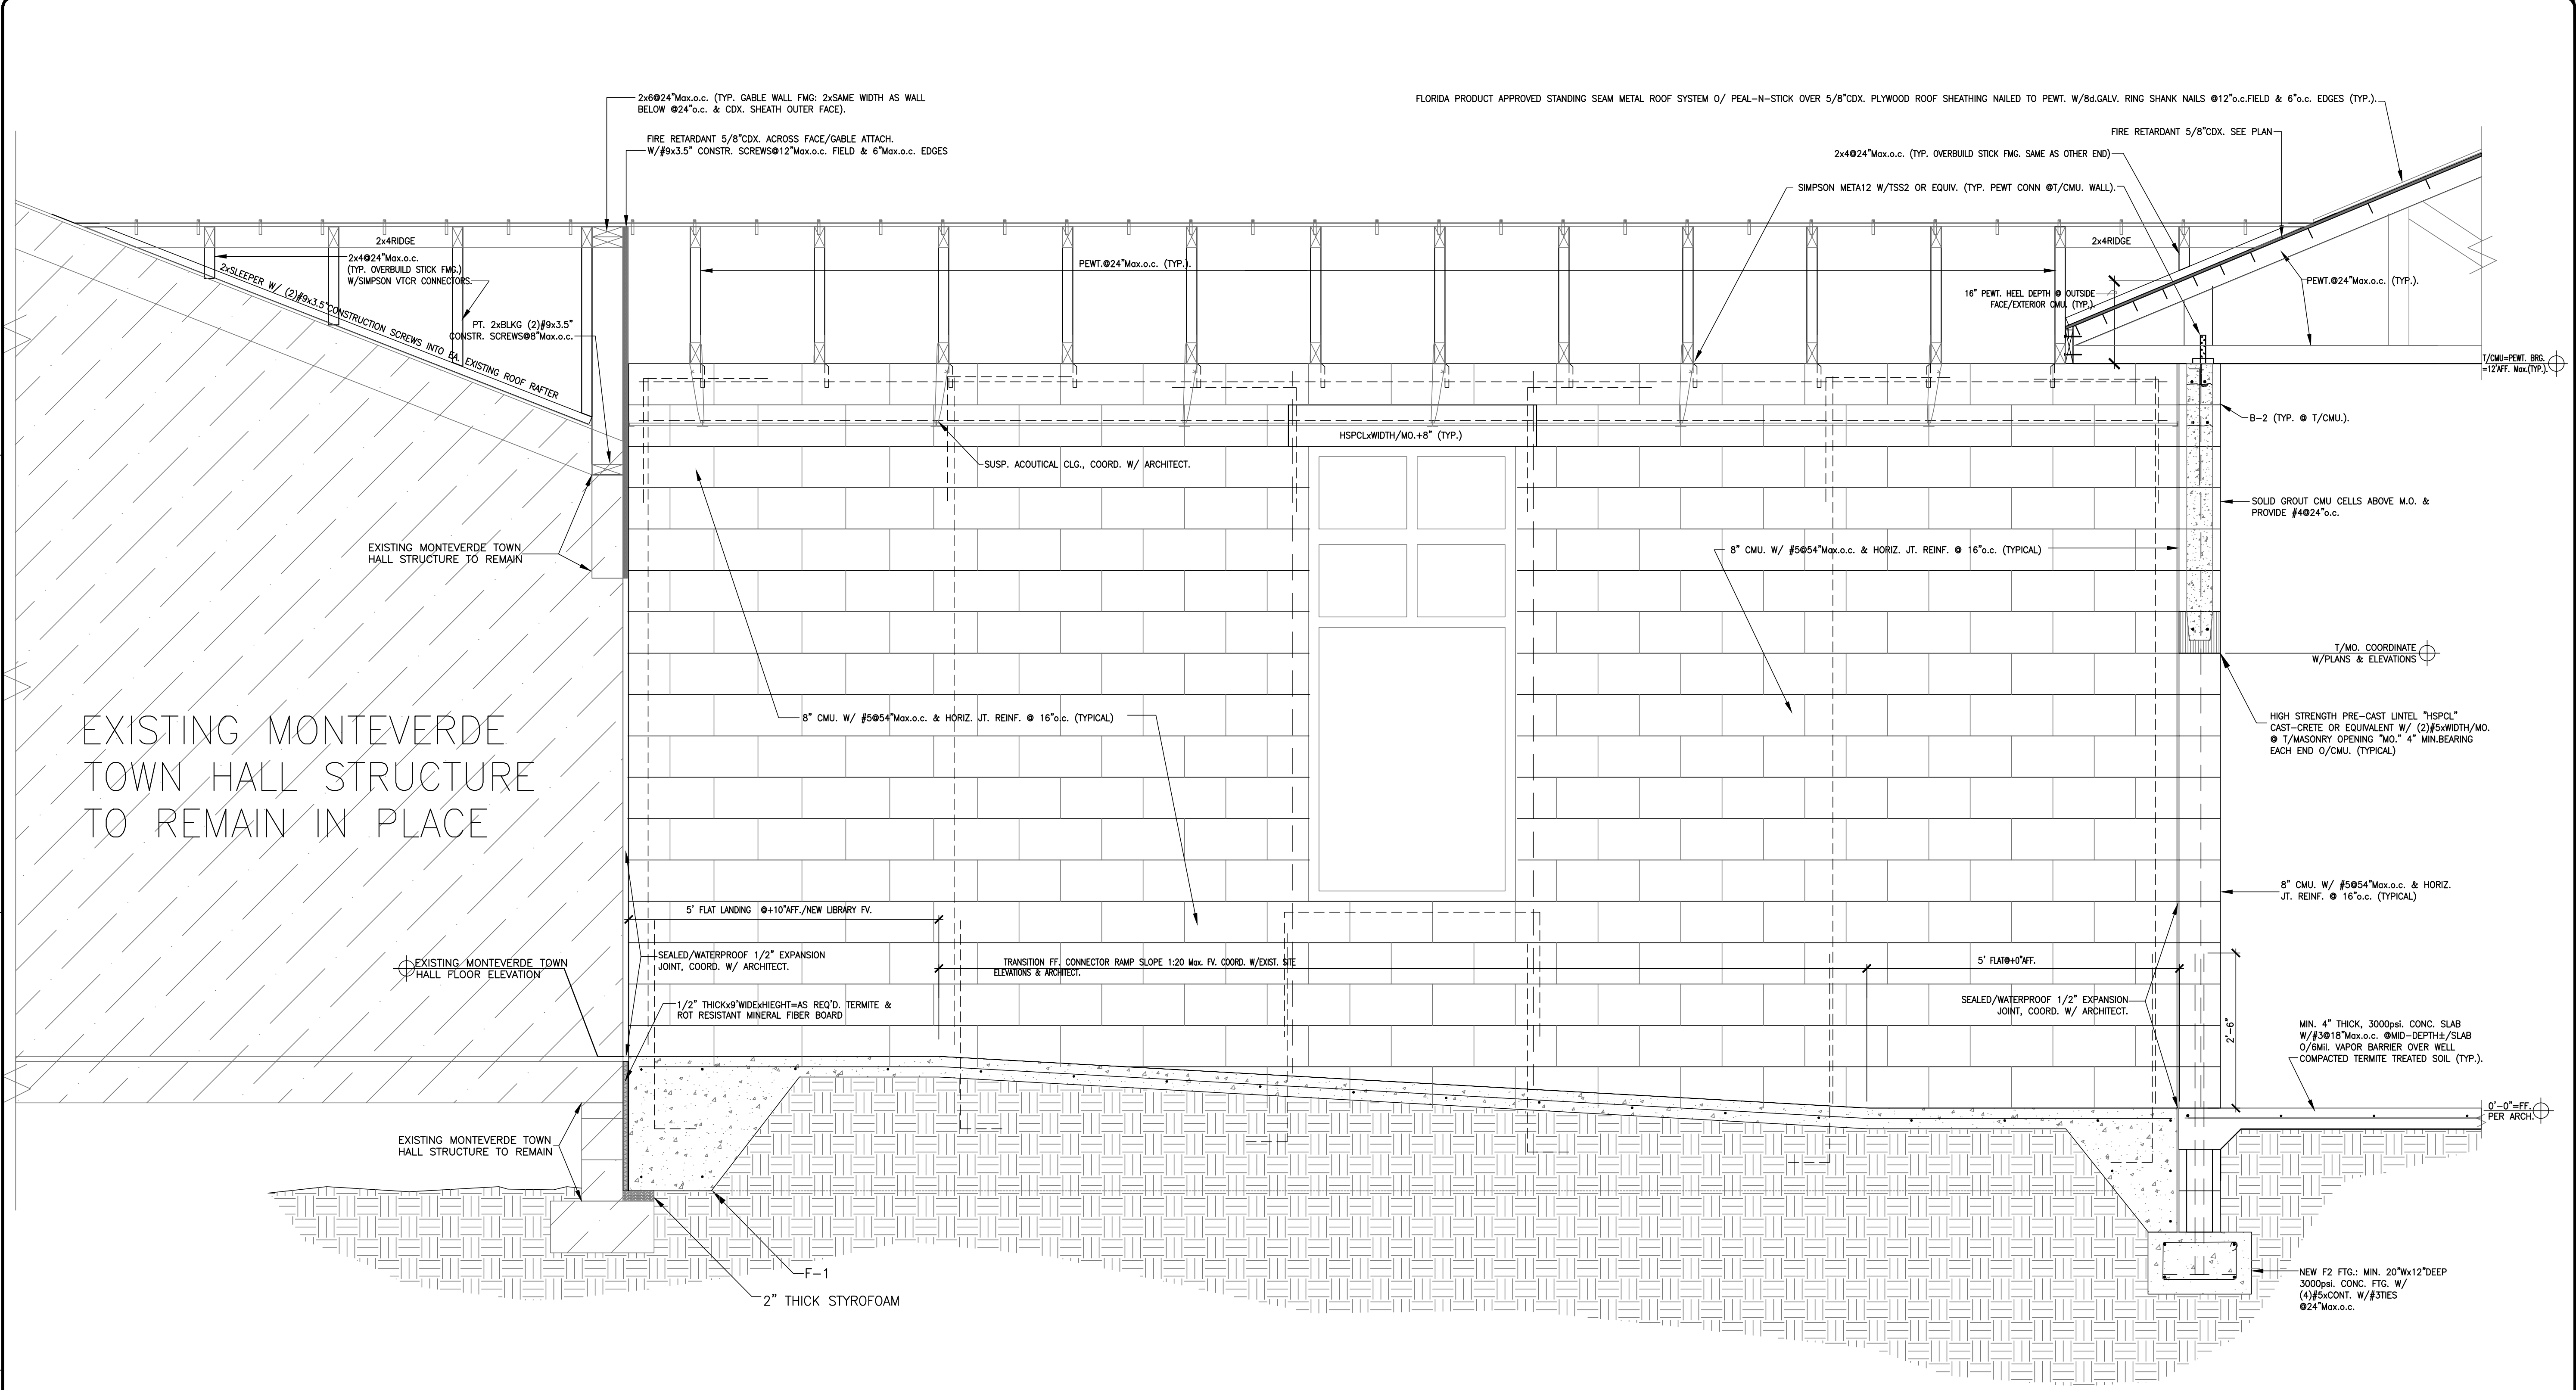 2x6@24"Max.o.c. (TYP. GABLE WALL FMG: 2xSAME WIDTH AS WALL
BELOW @24"o.c. & CDX. SHEATH OUTER FACE).
FLORIDA PRODUCT APPROVED STANDING SEAM METAL ROOF SYSTEM O/ PEAL-N-STICK OVER 5/8"CDX. PLYWOOD ROOF SHEATHING NAILED TO PEWT. W/8d.GALV. RING SHANK NAILS @12"o.c.FIELD & 6"o.c. EDGES (TYP.).
FIRE RETARDANT 5/8"CDX. ACROSS FACE/GABLE ATTACH.
W/#9x3.5" CONSTR. SCREWS@12"Max.o.c. FIELD & 6"Max.o.c. EDGES
FIRE RETARDANT 5/8"CDX. SEE PLAN
2x4@24"Max.o.c. (TYP. OVERBUILD STICK FMG. SAME AS OTHER END)
SIMPSON META12 W/TSS2 OR EQUIV. (TYP. PEWT CONN @T/CMU. WALL).
2x4RIDGE
2x4RIDGE
2x4@24"Max.o.c.
(TYP. OVERBUILD STICK FMG.)
W/SIMPSON VTCR CONNECTORS.
PEWT.@24"Max.o.c. (TYP.).
PEWT.@24"Max.o.c. (TYP.).
2xSLEEPER W/ (2)#9x3.5"CONSTRUCTION SCREWS INTO EA. EXISTING ROOF RAFTER
16" PEWT. HEEL DEPTH @ OUTSIDE
FACE/EXTERIOR CMU. (TYP.).
PT. 2xBLKG (2)#9x3.5"
CONSTR. SCREWS@8"Max.o.c.
T/CMU=PEWT. BRG.
=12'AFF. Max.(TYP.).
B-2 (TYP. @ T/CMU.).
HSPCLxWIDTH/MO.+8" (TYP.)
SUSP. ACOUTICAL CLG., COORD. W/ ARCHITECT.
SOLID GROUT CMU CELLS ABOVE M.O. &
PROVIDE #4@24"o.c.
EXISTING MONTEVERDE TOWN
HALL STRUCTURE TO REMAIN
8" CMU. W/ #5@54"Max.o.c. & HORIZ. JT. REINF. @ 16"o.c. (TYPICAL)
T/MO. COORDINATE
W/PLANS & ELEVATIONS
8" CMU. W/ #5@54"Max.o.c. & HORIZ. JT. REINF. @ 16"o.c. (TYPICAL)
HIGH STRENGTH PRE-CAST LINTEL "HSPCL"
CAST-CRETE OR EQUIVALENT W/ (2)#5xWIDTH/MO.
@ T/MASONRY OPENING "MO." 4" MIN.BEARING
EACH END O/CMU. (TYPICAL)
EXISTING MONTEVERDE
TOWN HALL STRUCTURE
TO REMAIN IN PLACE
8" CMU. W/ #5@54"Max.o.c. & HORIZ.
JT. REINF. @ 16"o.c. (TYPICAL)
5' FLAT LANDING @+10"AFF./NEW LIBRARY FV.
SEALED/WATERPROOF 1/2" EXPANSION
JOINT, COORD. W/ ARCHITECT.
TRANSITION FF. CONNECTOR RAMP SLOPE 1:20 Max. FV. COORD. W/EXIST. SITE
ELEVATIONS & ARCHITECT.
5' FLAT@+0"AFF.
EXISTING MONTEVERDE TOWN
HALL FLOOR ELEVATION
1/2" THICKx9'WIDExHIEGHT=AS REQ'D. TERMITE &
ROT RESISTANT MINERAL FIBER BOARD
SEALED/WATERPROOF 1/2" EXPANSION
JOINT, COORD. W/ ARCHITECT.
2'-6"
MIN. 4" THICK, 3000psi. CONC. SLAB
W/#3@18"Max.o.c. @MID-DEPTH±/SLAB
O/6Mil. VAPOR BARRIER OVER WELL
COMPACTED TERMITE TREATED SOIL (TYP.).
0'-0"=FF.
PER ARCH.
EXISTING MONTEVERDE TOWN
HALL STRUCTURE TO REMAIN
F-1
2" THICK STYROFOAM
NEW F2 FTG.: MIN. 20"Wx12"DEEP
3000psi. CONC. FTG. W/
(4)#5xCONT. W/#3TIES
@24"Max.o.c.